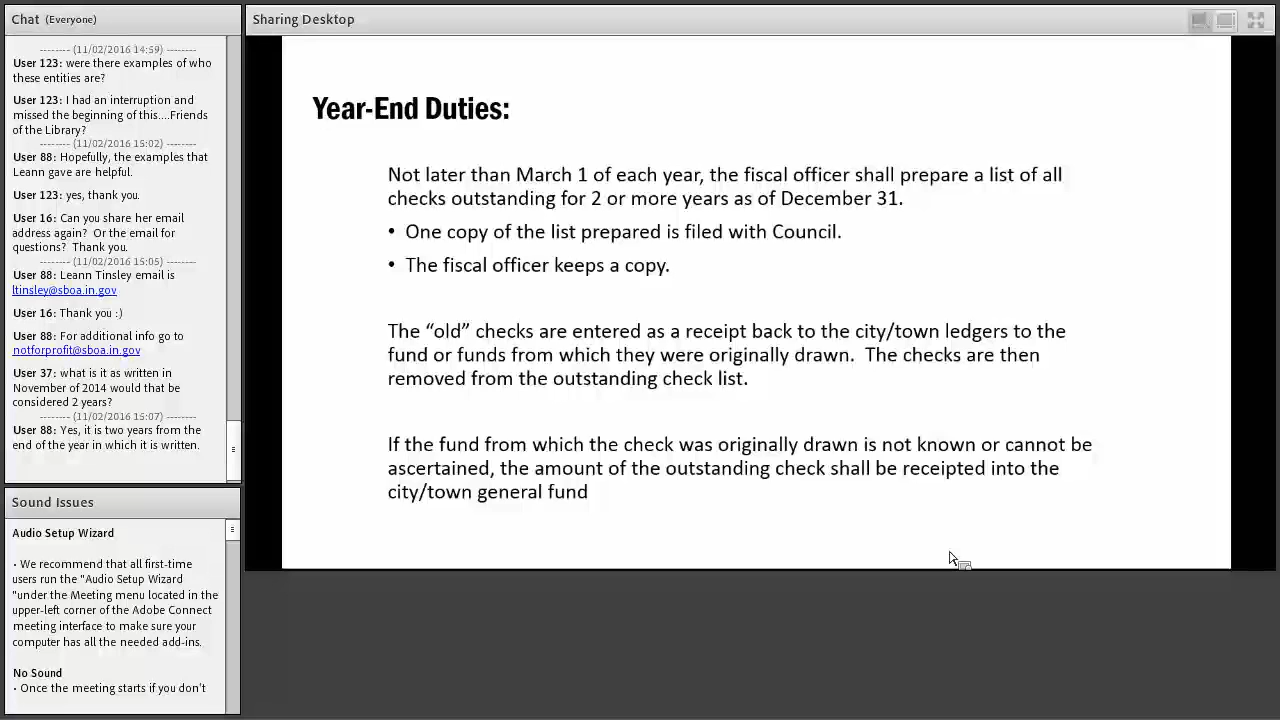 Chat (Everyone)
-------- (11/02/2016 14:59) --------
User 123: were there examples of who
these entities are?
User 123: I had an interruption and
missed the beginning of this....Friends
of the Library?
-------- (11/02/2016 15:02) --------
User 88: Hopefully, the examples that
Leann gave are helpful.
User 123: yes, thank you.
User 16: Can you share her email
address again?  Or the email for
questions?  Thank you.
-------- (11/02/2016 15:05) --------
User 88: Leann Tinsley email is
ltinsley@sboa.in.gov
User 16: Thank you :)
User 88: For additional info go to
notforprofit@sboa.in.gov
User 37: what is it as written in
November of 2014 would that be
considered 2 years?
-------- (11/02/2016 15:07) --------
User 88: Yes, it is two years from the
end of the year in which it is written.
Sound Issues
Audio Setup Wizard
• We recommend that all first-time
users run the "Audio Setup Wizard
"under the Meeting menu located in the
upper-left corner of the Adobe Connect
meeting interface to make sure your
computer has all the needed add-ins.
No Sound
• Once the meeting starts if you don't
Sharing Desktop
Year-End Duties:
Not later than March 1 of each year, the fiscal officer shall prepare a list of all
checks outstanding for 2 or more years as of December 31.
• One copy of the list prepared is filed with Council.
• The fiscal officer keeps a copy.
The “old” checks are entered as a receipt back to the city/town ledgers to the
fund or funds from which they were originally drawn.  The checks are then
removed from the outstanding check list.
If the fund from which the check was originally drawn is not known or cannot be
ascertained, the amount of the outstanding check shall be receipted into the
city/town general fund